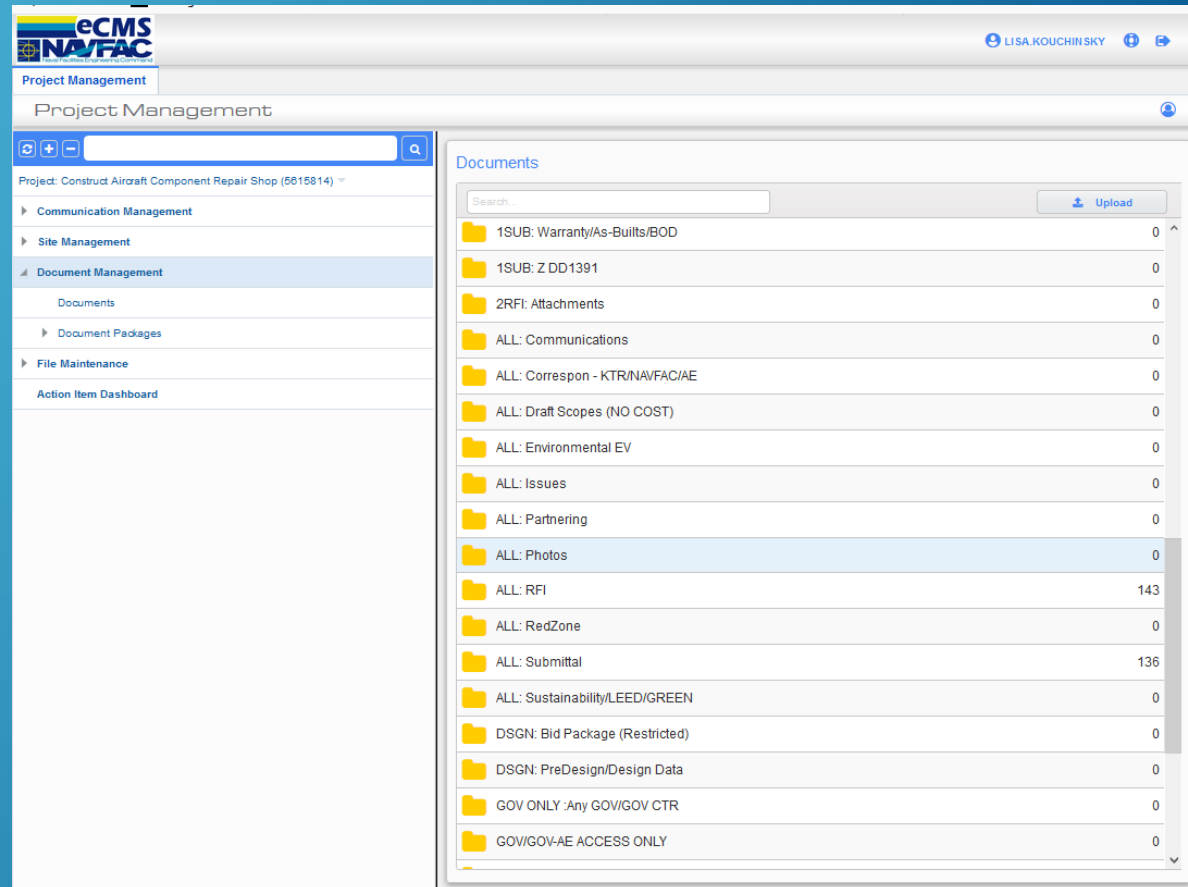 eCMS
NAVFAC
Naval Facilities Engineering Command
LISA.KOUCHINSKY
Project Management
Project Management
Project: Construct Aircraft Component Repair Shop (5615814)
Communication Management
Site Management
Document Management
Documents
Document Packages
File Maintenance
Action Item Dashboard
Documents
Search...
Upload
1SUB: Warranty/As-Builts/BOD 0
1SUB: Z DD1391 0
2RFI: Attachments 0
ALL: Communications 0
ALL: Correspon - KTR/NAVFAC/AE 0
ALL: Draft Scopes (NO COST) 0
ALL: Environmental EV 0
ALL: Issues 0
ALL: Partnering 0
ALL: Photos 0
ALL: RFI 143
ALL: RedZone 0
ALL: Submittal 136
ALL: Sustainability/LEED/GREEN 0
DSGN: Bid Package (Restricted) 0
DSGN: PreDesign/Design Data 0
GOV ONLY :Any GOV/GOV CTR 0
GOV/GOV-AE ACCESS ONLY 0